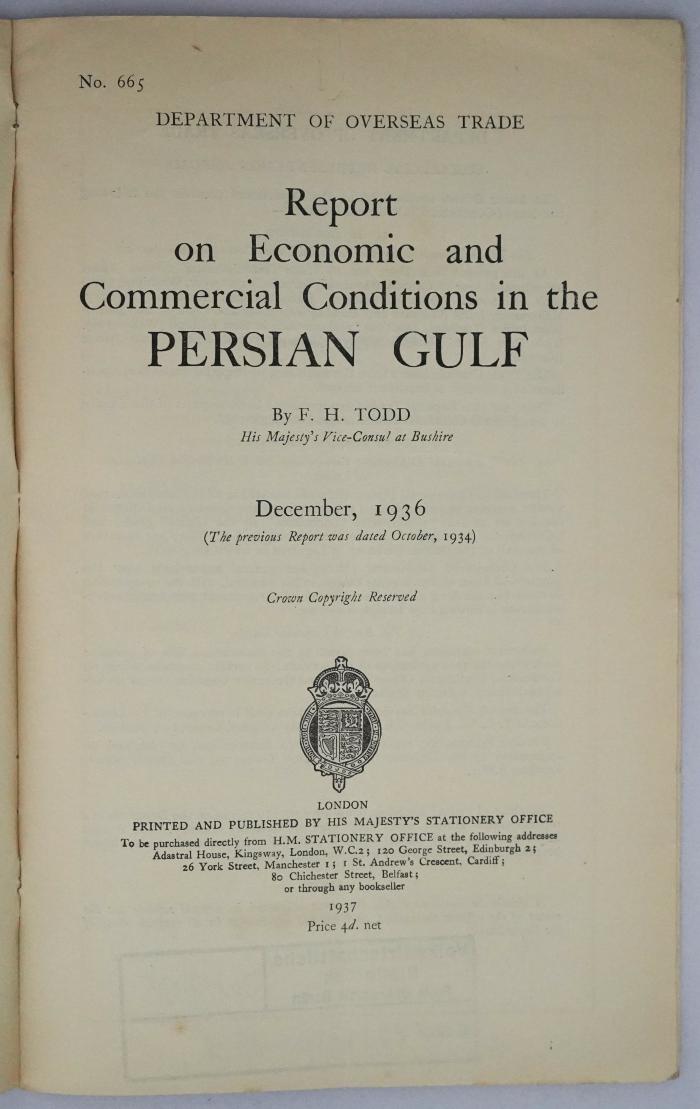 No. 665
DEPARTMENT OF OVERSEAS TRADE
Report
on Economic and
Commercial Conditions in the
PERSIAN GULF
By F. H. TODD
His Majesty's Vice-Consul at Bushire
December, 1936
(The previous Report was dated October, 1934)
Crown Copyright Reserved
LONDON
PRINTED AND PUBLISHED BY HIS MAJESTY'S STATIONERY OFFICE
To be purchased directly from H.M. STATIONERY OFFICE at the following addresses
Adastral House, Kingsway, London, W.C.2; 120 George Street, Edinburgh 2;
26 York Street, Manchester 1; 1 St. Andrew's Crescent, Cardiff;
80 Chichester Street, Belfast;
or through any bookseller
1937
Price 4d. net